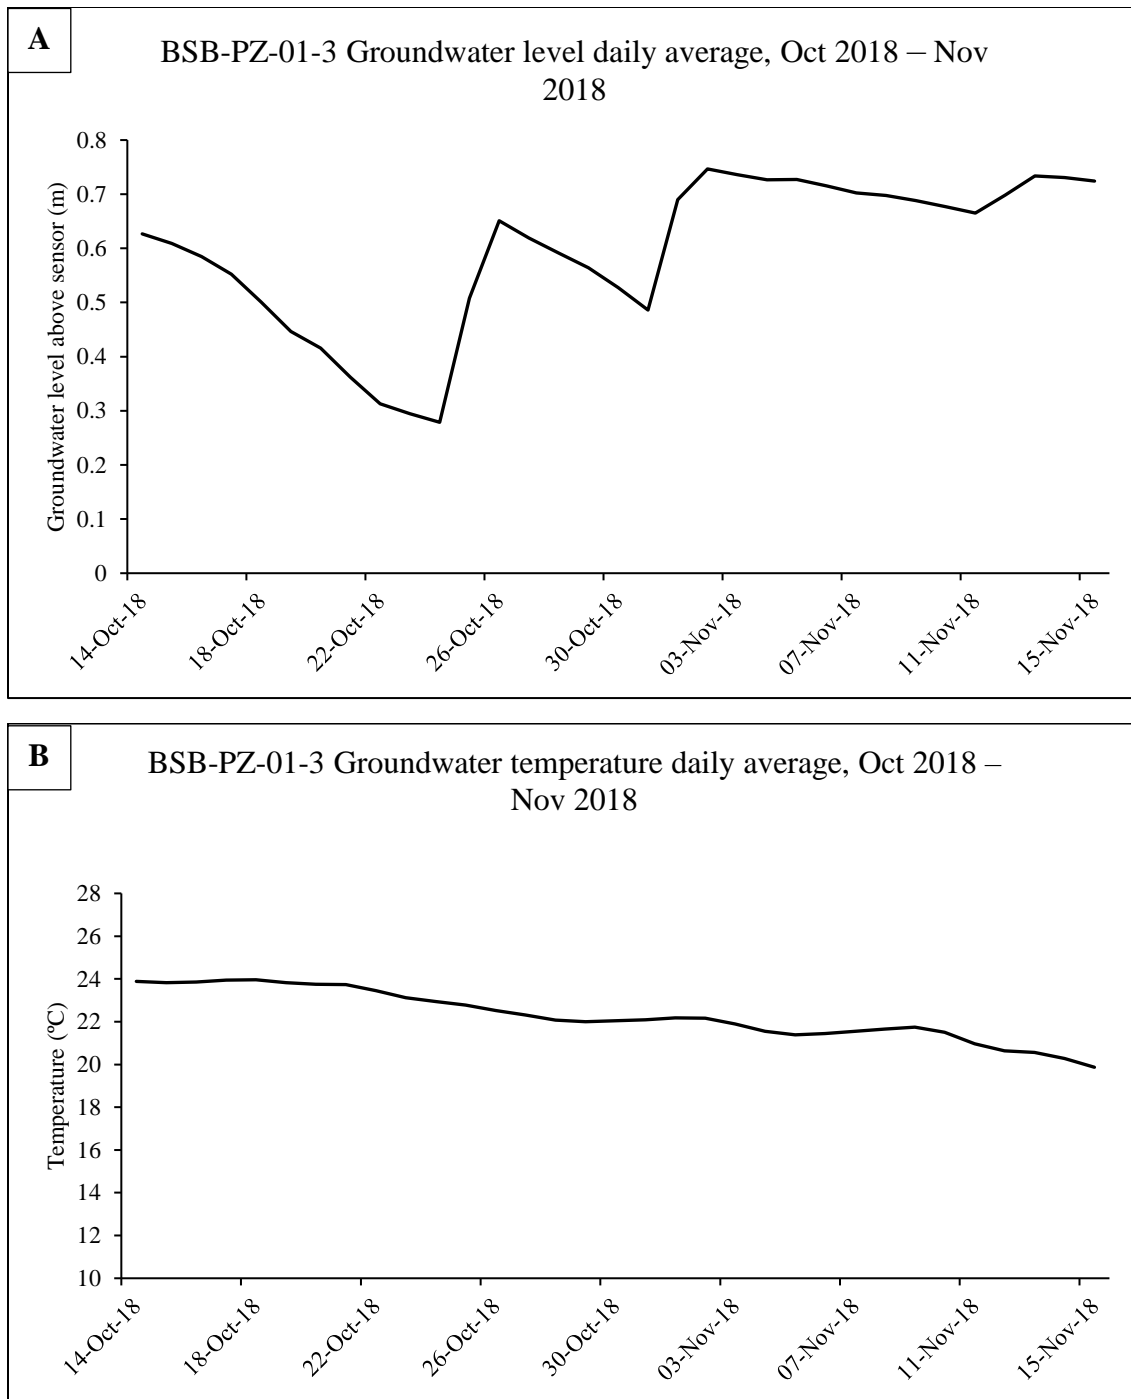 A
BSB-PZ-01-3 Groundwater level daily average, Oct 2018 – Nov
2018
Groundwater level above sensor (m)
0.8
0.7
0.6
0.5
0.4
0.3
0.2
0.1
0
14-Oct-18
18-Oct-18
22-Oct-18
26-Oct-18
30-Oct-18
03-Nov-18
07-Nov-18
11-Nov-18
15-Nov-18
B
BSB-PZ-01-3 Groundwater temperature daily average, Oct 2018 –
Nov 2018
Temperature (ºC)
28
26
24
22
20
18
16
14
12
10
14-Oct-18
18-Oct-18
22-Oct-18
26-Oct-18
30-Oct-18
03-Nov-18
07-Nov-18
11-Nov-18
15-Nov-18